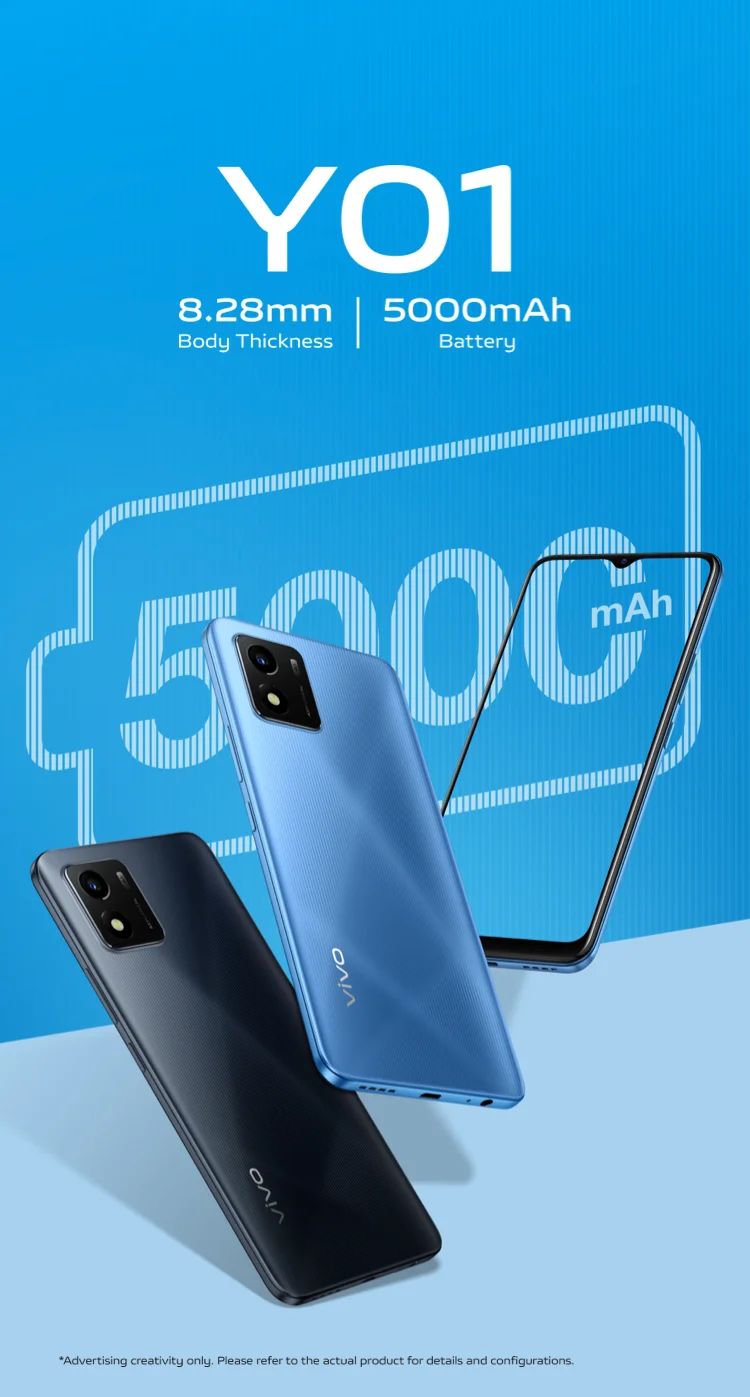 Y01
8.28mm | 5000mAh
Body Thickness Battery
5000
mAh
vivo
vivo
*Advertising creativity only. Please refer to the actual product for details and configurations.